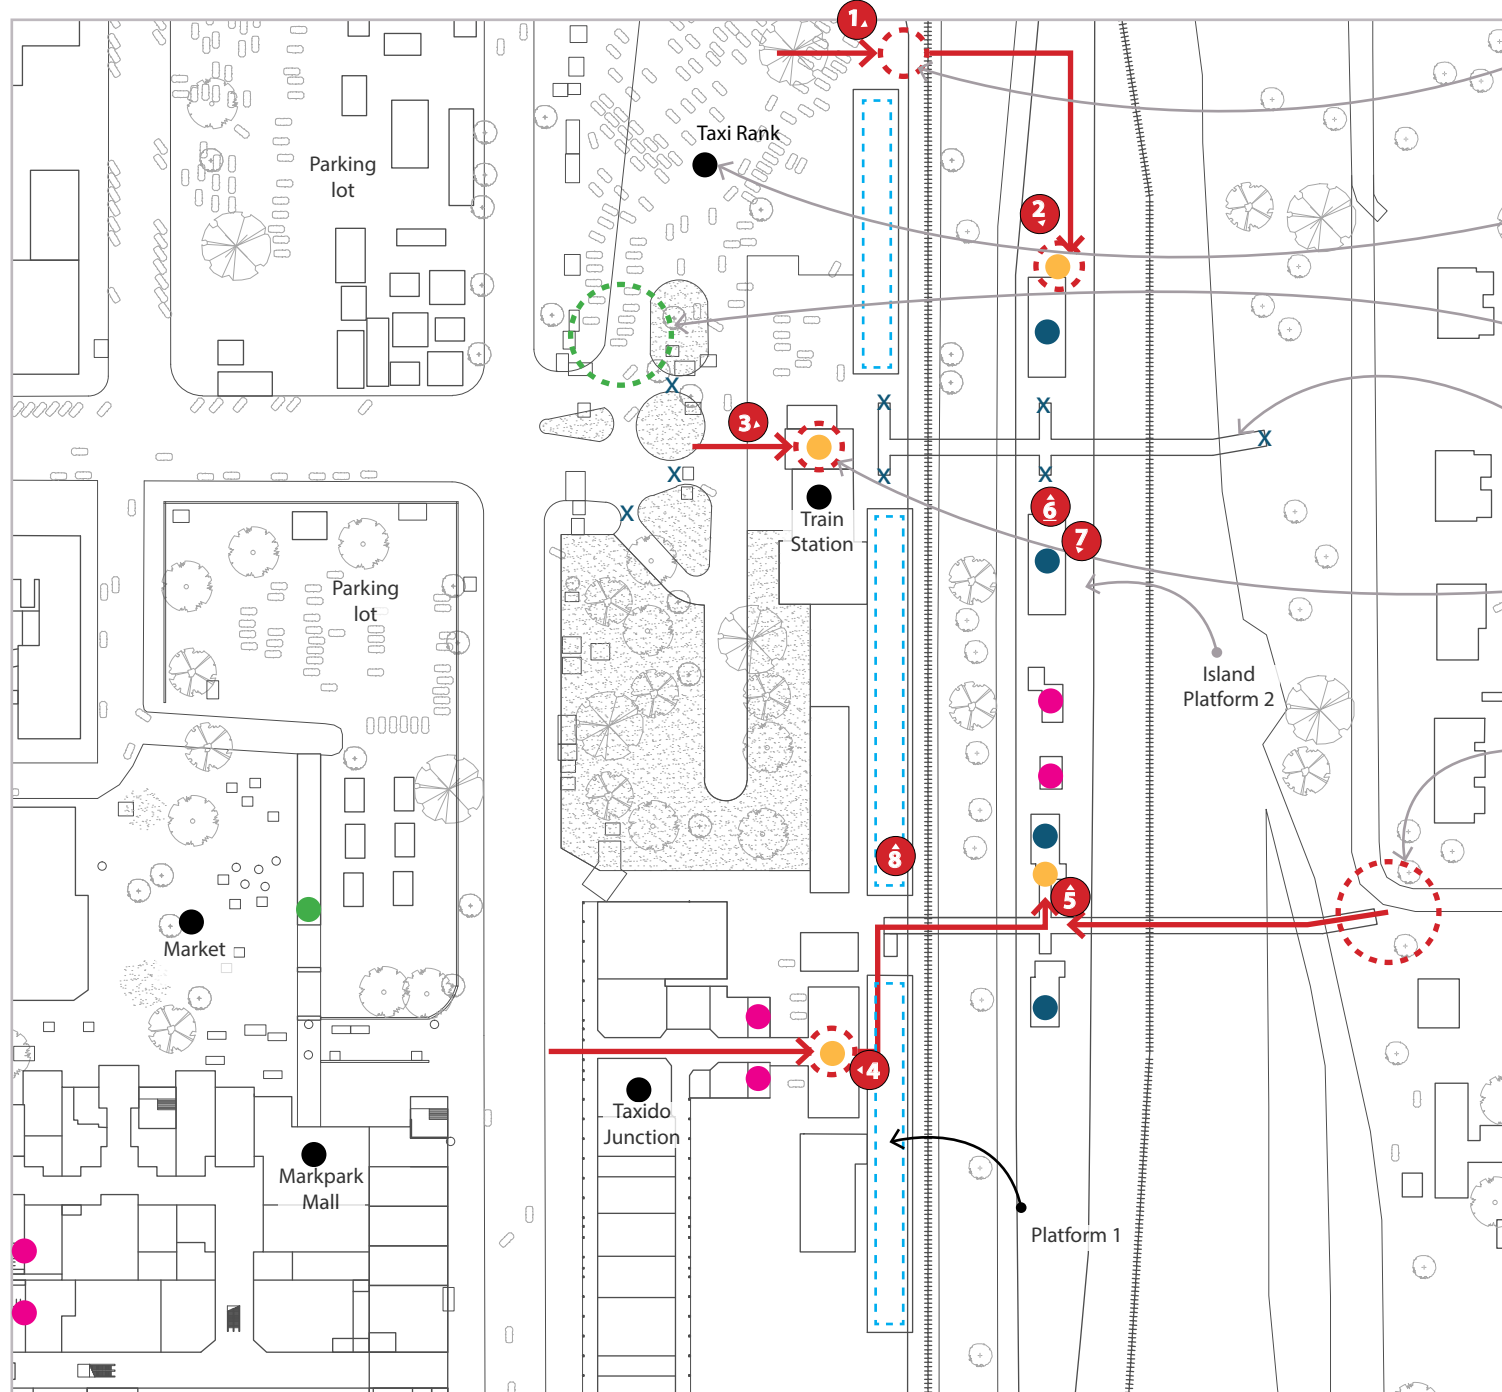 1
Taxi Rank
Parking
lot
2
X
X
X
3
X
X
X
X
X
6
Train
Station
X
7
Parking
lot
Island
Platform 2
8
5
Market
4
Taxido
Junction
Markpark
Mall
Platform 1